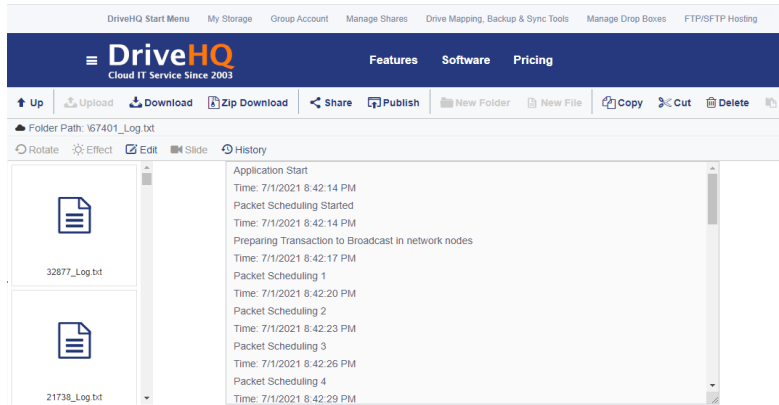 DriveHQ Start Menu My Storage Group Account Manage Shares Drive Mapping, Backup & Sync Tools Manage Drop Boxes FTP/SFTP Hosting
≡ DriveHQ Features Software Pricing
Cloud IT Service Since 2003
Up Upload Download Zip Download Share Publish New Folder New File Copy Cut Delete
Folder Path: \67401_Log.txt
Rotate Effect Edit Slide History
Application Start
Time: 7/1/2021 8:42:14 PM
Packet Scheduling Started
Time: 7/1/2021 8:42:14 PM
Preparing Transaction to Broadcast in network nodes
Time: 7/1/2021 8:42:17 PM
Packet Scheduling 1
Time: 7/1/2021 8:42:20 PM
Packet Scheduling 2
Time: 7/1/2021 8:42:23 PM
Packet Scheduling 3
Time: 7/1/2021 8:42:26 PM
Packet Scheduling 4
Time: 7/1/2021 8:42:29 PM
32877_Log.txt
21738_Log.txt